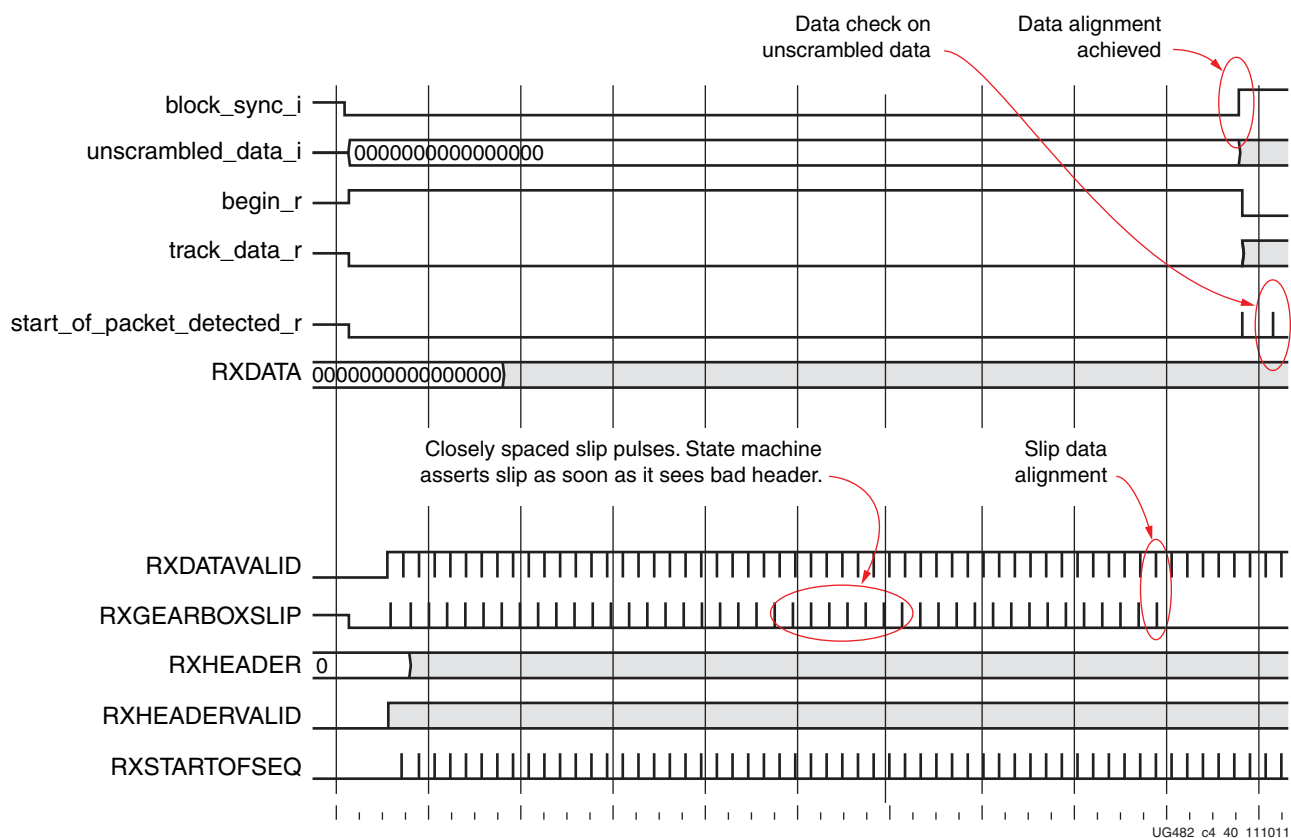 Data check on
unscrambled data
Data alignment
achieved
block_sync_i
unscrambled_data_i
0000000000000000
begin_r
track_data_r
start_of_packet_detected_r
RXDATA
0000000000000000
Closely spaced slip pulses. State machine
asserts slip as soon as it sees bad header.
Slip data
alignment
RXDATAVALID
RXGEARBOXSLIP
RXHEADER
0
RXHEADERVALID
RXSTARTOFSEQ
UG482_c4_40_111011